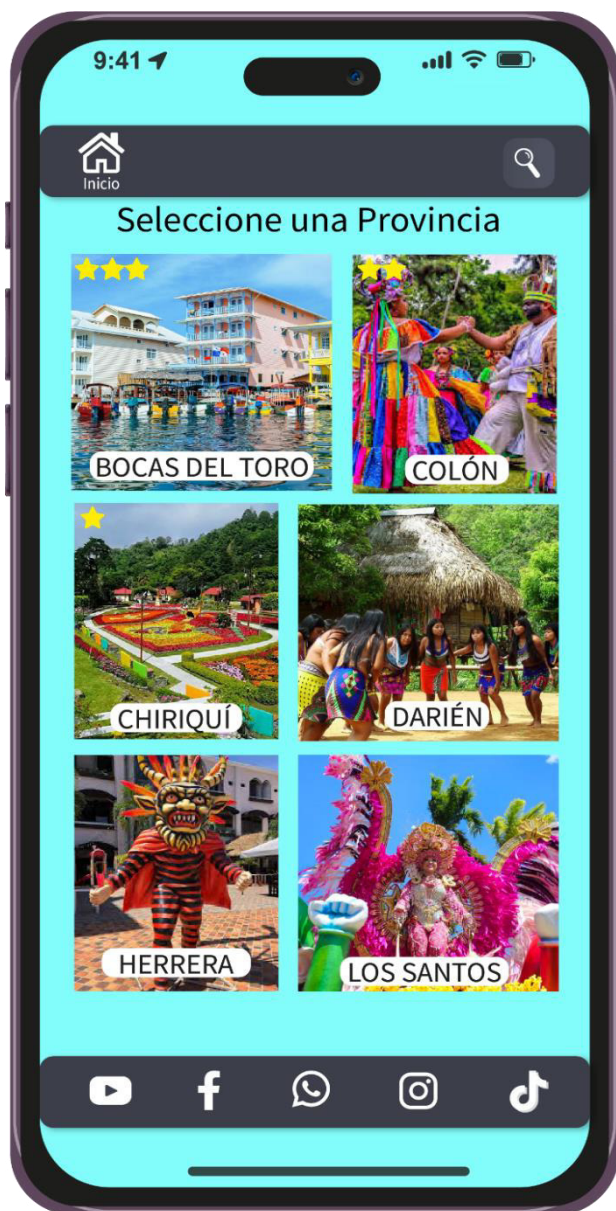 9:41
Inicio
Seleccione una Provincia
BOCAS DEL TORO
COLÓN
CHIRIQUÍ
DARIÉN
HERRERA
LOS SANTOS